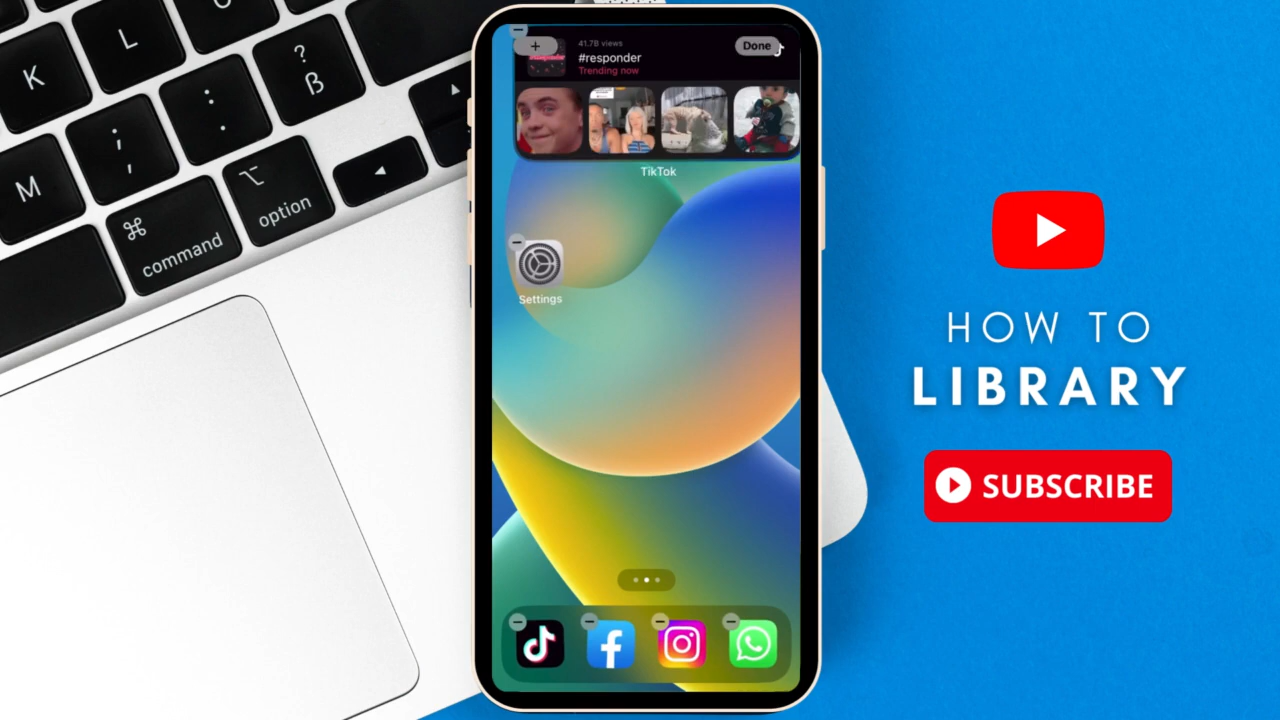 K
L
?
ß
:
.
;
,
M
⌘
command
⌥
option
+
41,7B views
#responder
Trending now
Done
TikTok
Settings
HOW TO
LIBRARY
SUBSCRIBE